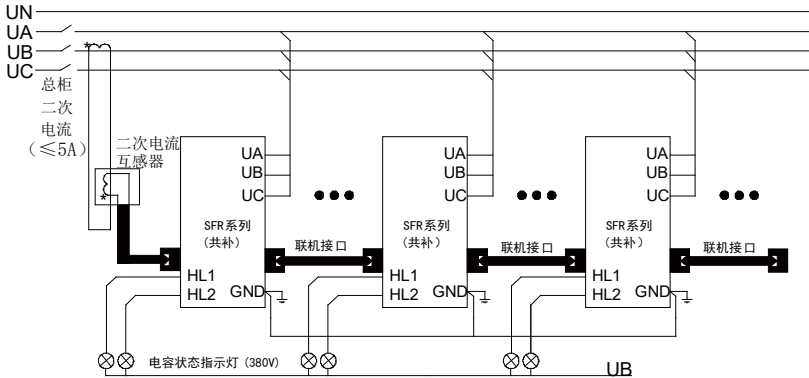 UN
UA
UB
UC
总柜
二次
电流
（≤5A）
二次电流
互感器
UA
UB
UC
SFR系列
(共补)
HL1
HL2
GND
联机接口
UA
UB
UC
SFR系列
(共补)
HL1
HL2
GND
联机接口
UA
UB
UC
SFR系列
(共补)
HL1
HL2
GND
联机接口
电容状态指示灯 (380V)
UB